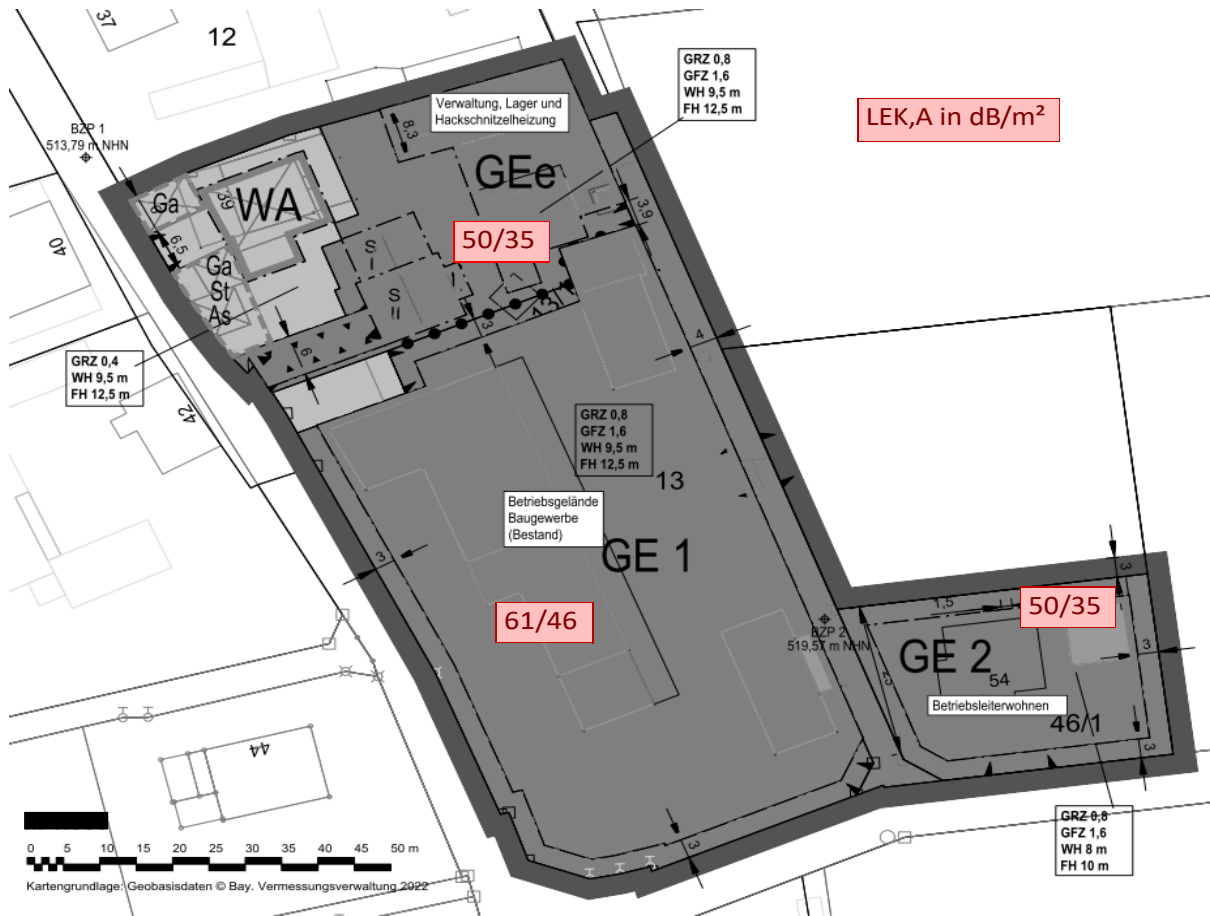 37
12
GRZ 0,8
GFZ 1,6
WH 9,5 m
FH 12,5 m
Verwaltung, Lager und
Hackschnitzelheizung
LEK,A in dB/m²
BZP 1
513,79 m NHN
8,3
GEe
Ga
39
WA
3,9
40
6,5
50/35
S
I
Ga
St
As
S
II
I
3
6
4
GRZ 0,4
WH 9,5 m
FH 12,5 m
42
GRZ 0,8
GFZ 1,6
WH 9,5 m
FH 12,5 m
13
Betriebsgelände
Baugewerbe
(Bestand)
GE 1
3
3
61/46
1,5
50/35
BZP 2
519,57 m NHN
GE 2
3
25
54
Betriebsleiterwohnen
46/1
44
3
GRZ 0,8
GFZ 1,6
WH 8 m
FH 10 m
3
0 5 10 15 20 25 30 35 40 45 50 m
Kartengrundlage: Geobasisdaten © Bay. Vermessungsverwaltung 2022